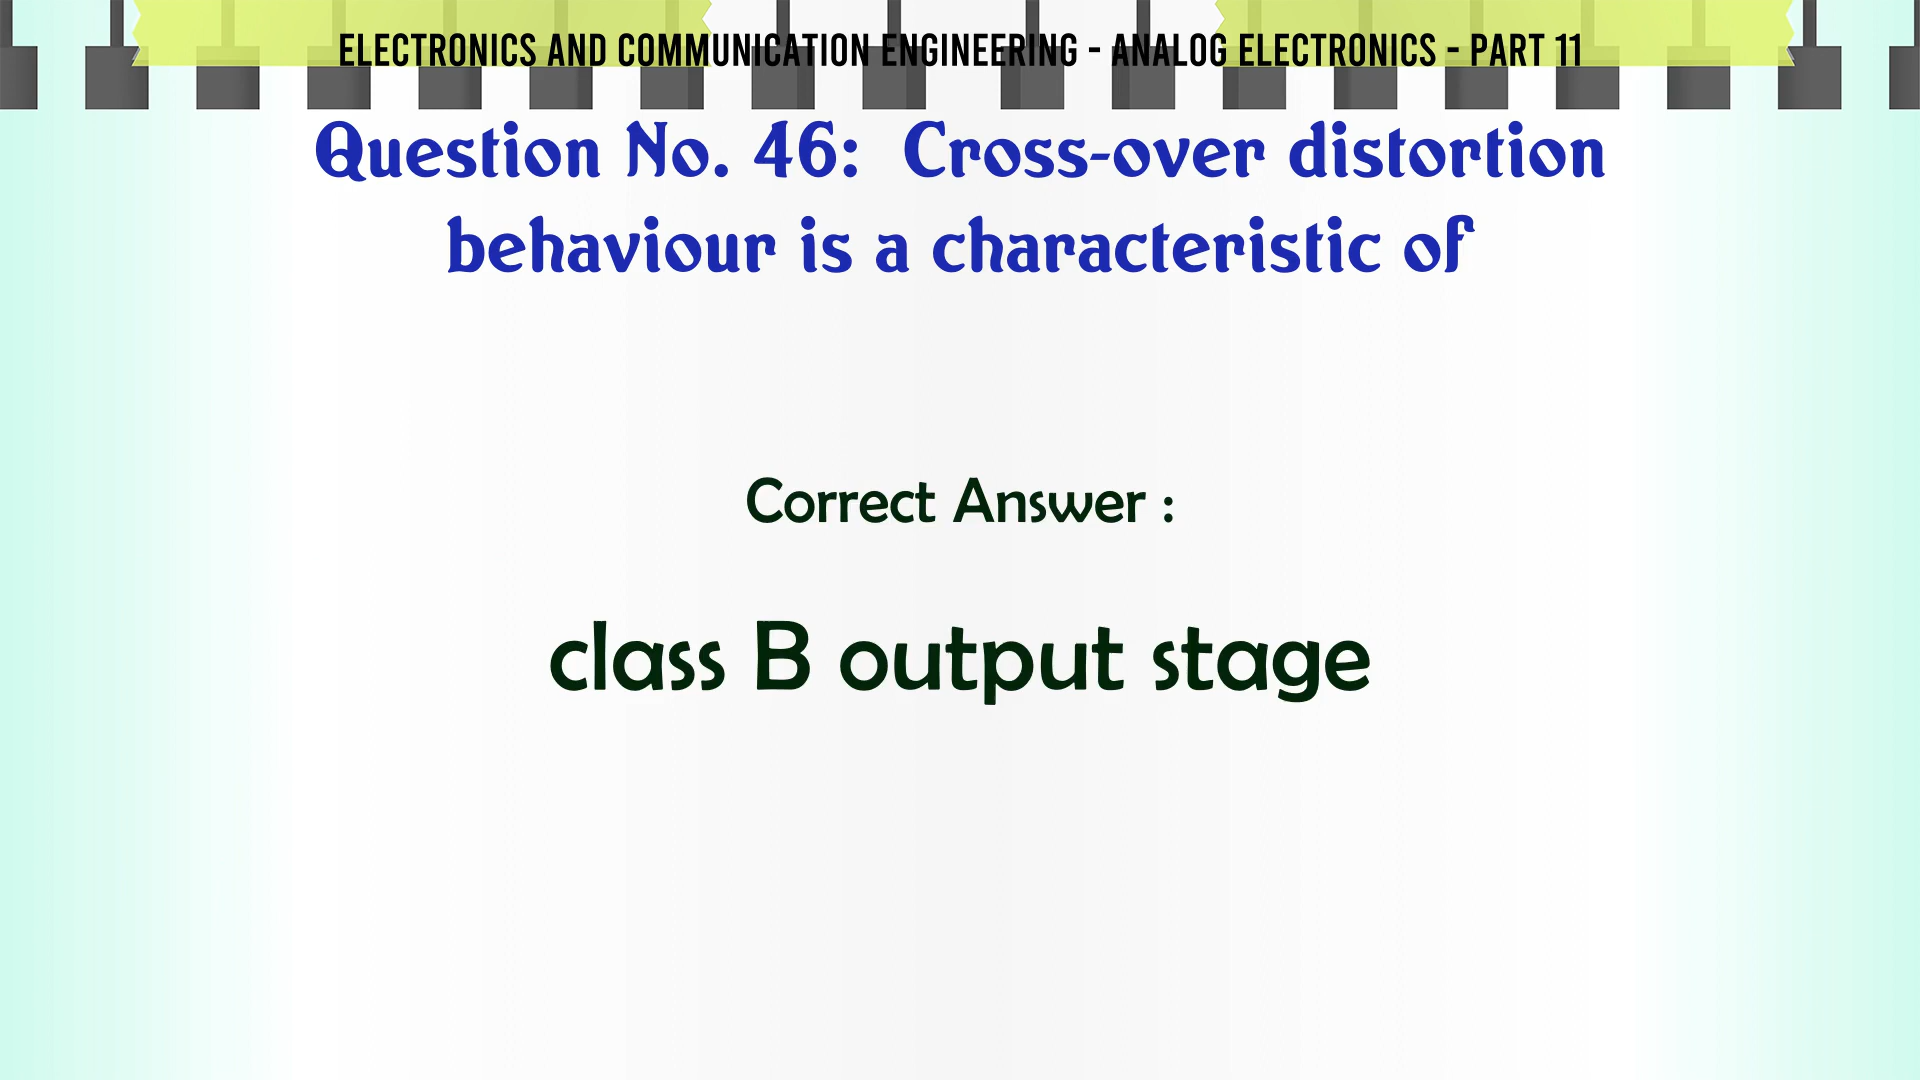 ELECTRONICS AND COMMUNICATION ENGINEERING - ANALOG ELECTRONICS - PART 11
Question No. 46:  Cross-over distortion
behaviour is a characteristic of
Correct Answer :
class B output stage